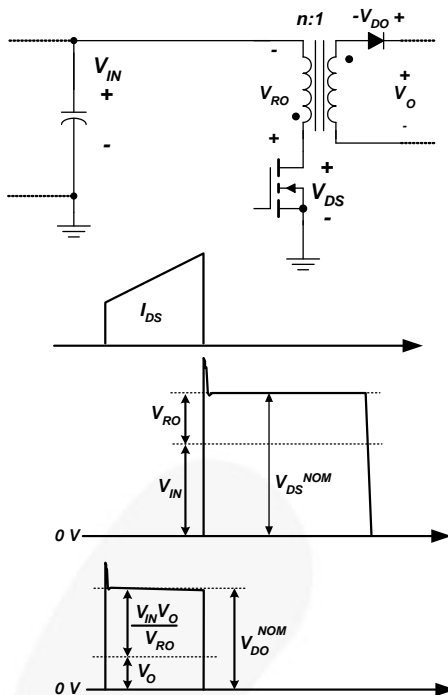 n:1
-V_DO +
-
V_IN
+
-
V_RO
+
+
V_O
-
+
V_DS
-
I_DS
V_RO
V_IN
V_DS^NOM
0 V
V_IN V_O
V_RO
V_O
V_DO^NOM
0 V